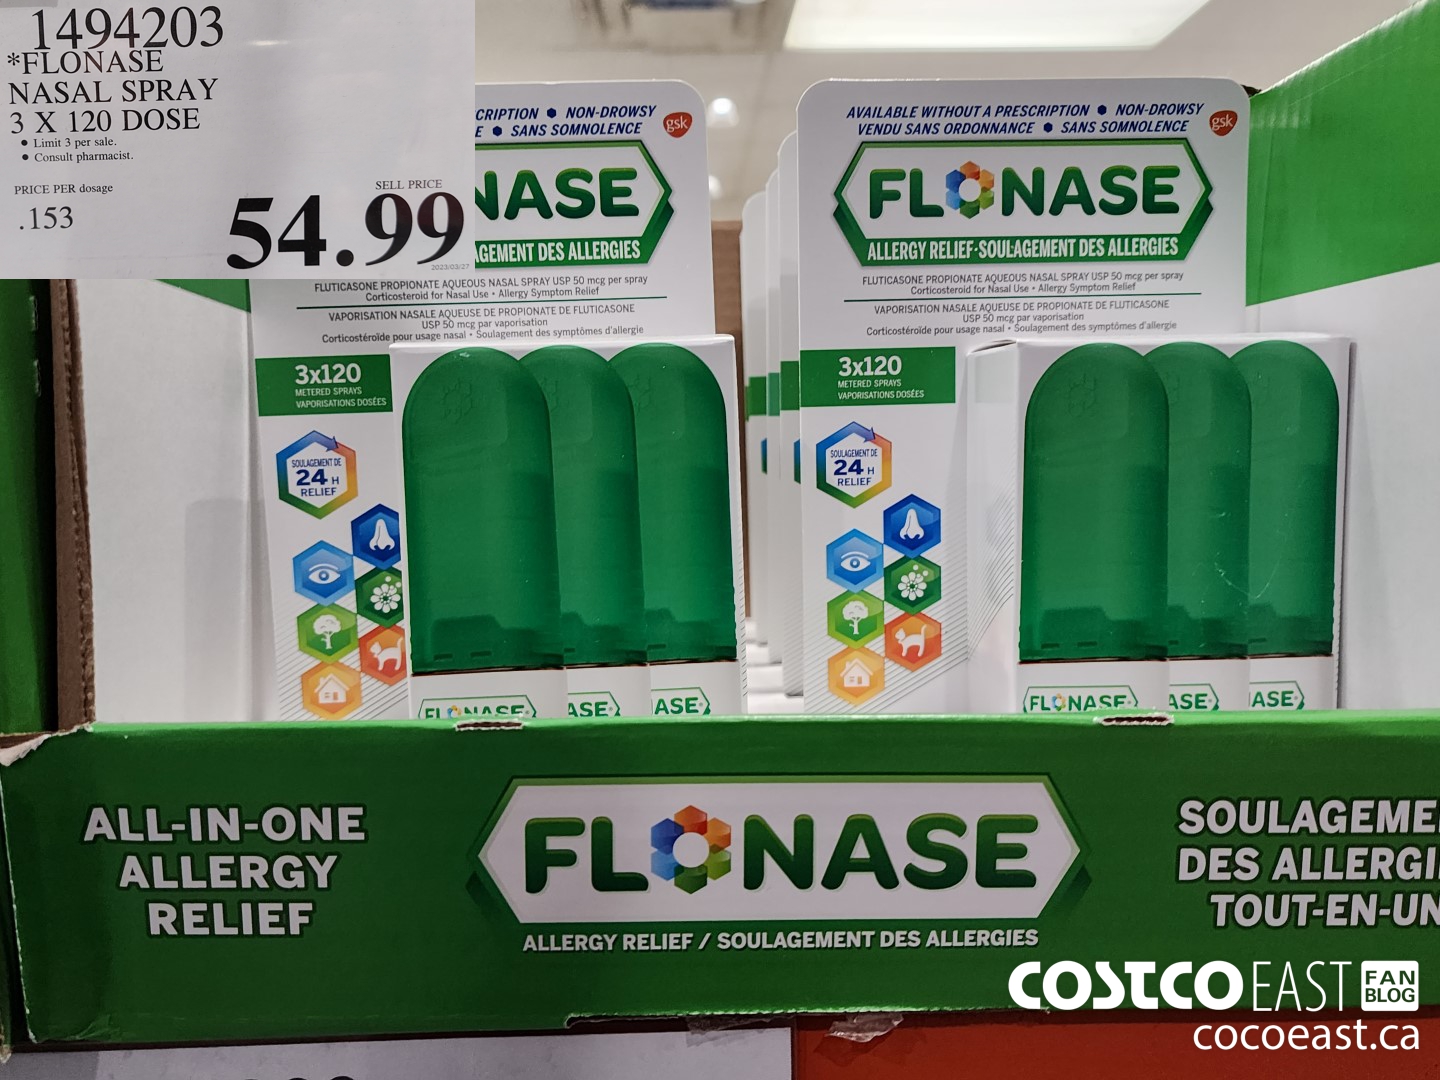 1494203
*FLONASE
NASAL SPRAY
3 X 120 DOSE
• Limit 3 per sale.
• Consult pharmacist.
PRICE PER dosage
.153
SELL PRICE
54.99
2023/03/27
NON-DROWSY
SANS SOMNOLENCE
gsk
NASE
DES ALLERGIES
FLUTICASONE PROPIONATE AQUEOUS NASAL SPRAY USP 50 mcg per spray
Corticosteroid for Nasal Use • Allergy Symptom Relief
VAPORISATION NASALE AQUEUSE DE PROPIONATE DE FLUTICASONE
USP 50 mcg par vaporisation
Corticostéroïde pour usage nasal • Soulagement des symptômes d'allergie
3x120
METERED SPRAYS
VAPORISATIONS DOSÉES
SOULAGEMENT DE
24 H
RELIEF
FLONASE
ASE
ASE
AVAILABLE WITHOUT A PRESCRIPTION • NON-DROWSY
VENDU SANS ORDONNANCE • SANS SOMNOLENCE
gsk
FLONASE
ALLERGY RELIEF·SOULAGEMENT DES ALLERGIES
FLUTICASONE PROPIONATE AQUEOUS NASAL SPRAY USP 50 mcg per spray
Corticosteroid for Nasal Use • Allergy Symptom Relief
VAPORISATION NASALE AQUEUSE DE PROPIONATE DE FLUTICASONE
USP 50 mcg par vaporisation
Corticostéroïde pour usage nasal • Soulagement des symptômes d'allergie
3x120
METERED SPRAYS
VAPORISATIONS DOSÉES
SOULAGEMENT DE
24 H
RELIEF
FLONASE
ASE
ASE
ALL-IN-ONE
ALLERGY
RELIEF
FLONASE
ALLERGY RELIEF / SOULAGEMENT DES ALLERGIES
SOULAGEME
DES ALLERGI
TOUT-EN-UN
COSTCO EAST FAN BLOG
cocoeast.ca